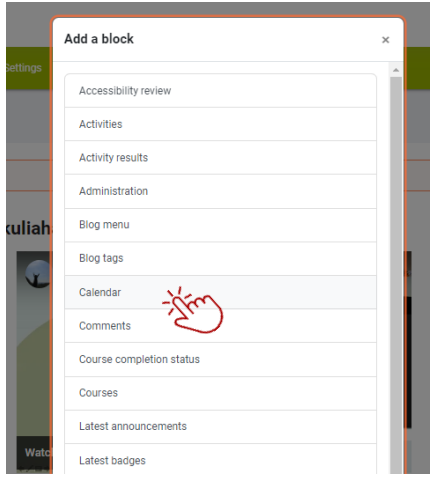 Add a block
×
Settings
Accessibility review
Activities
Activity results
Administration
Blog menu
kuliah
Blog tags
Calendar
Comments
Course completion status
Courses
Latest announcements
Watc
Latest badges